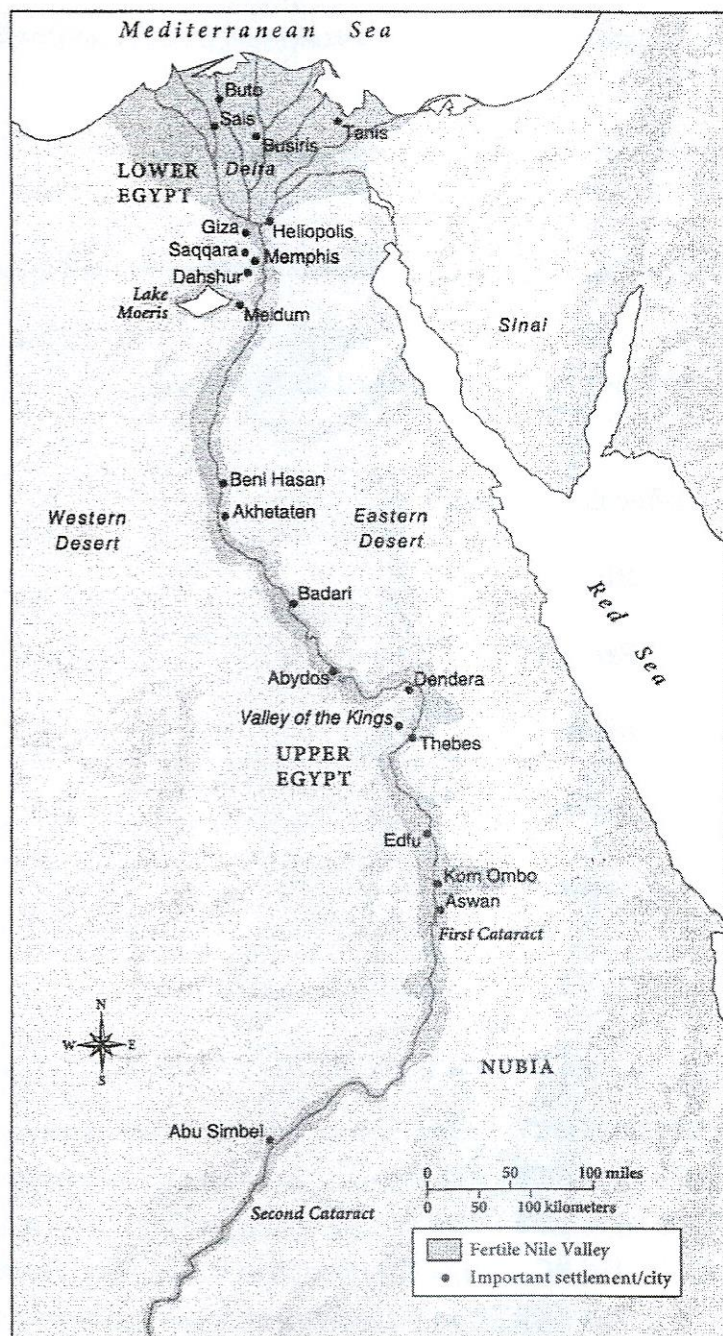 Mediterranean Sea
Buto
Sais
Busiris
Tanis
Delta
LOWER
EGYPT
Heliopolis
Giza
Saqqara
Memphis
Dahshur
Lake
Moeris
Meidum
Sinai
Beni Hasan
Akhetaten
Western
Desert
Eastern
Desert
Badari
Red Sea
Abydos
Dendera
Valley of the Kings
Thebes
UPPER
EGYPT
Edfu
Kom Ombo
Aswan
First Cataract
N
W E
S
NUBIA
Abu Simbel
0 50 100 miles
0 50 100 kilometers
Second Cataract
Fertile Nile Valley
Important settlement/city